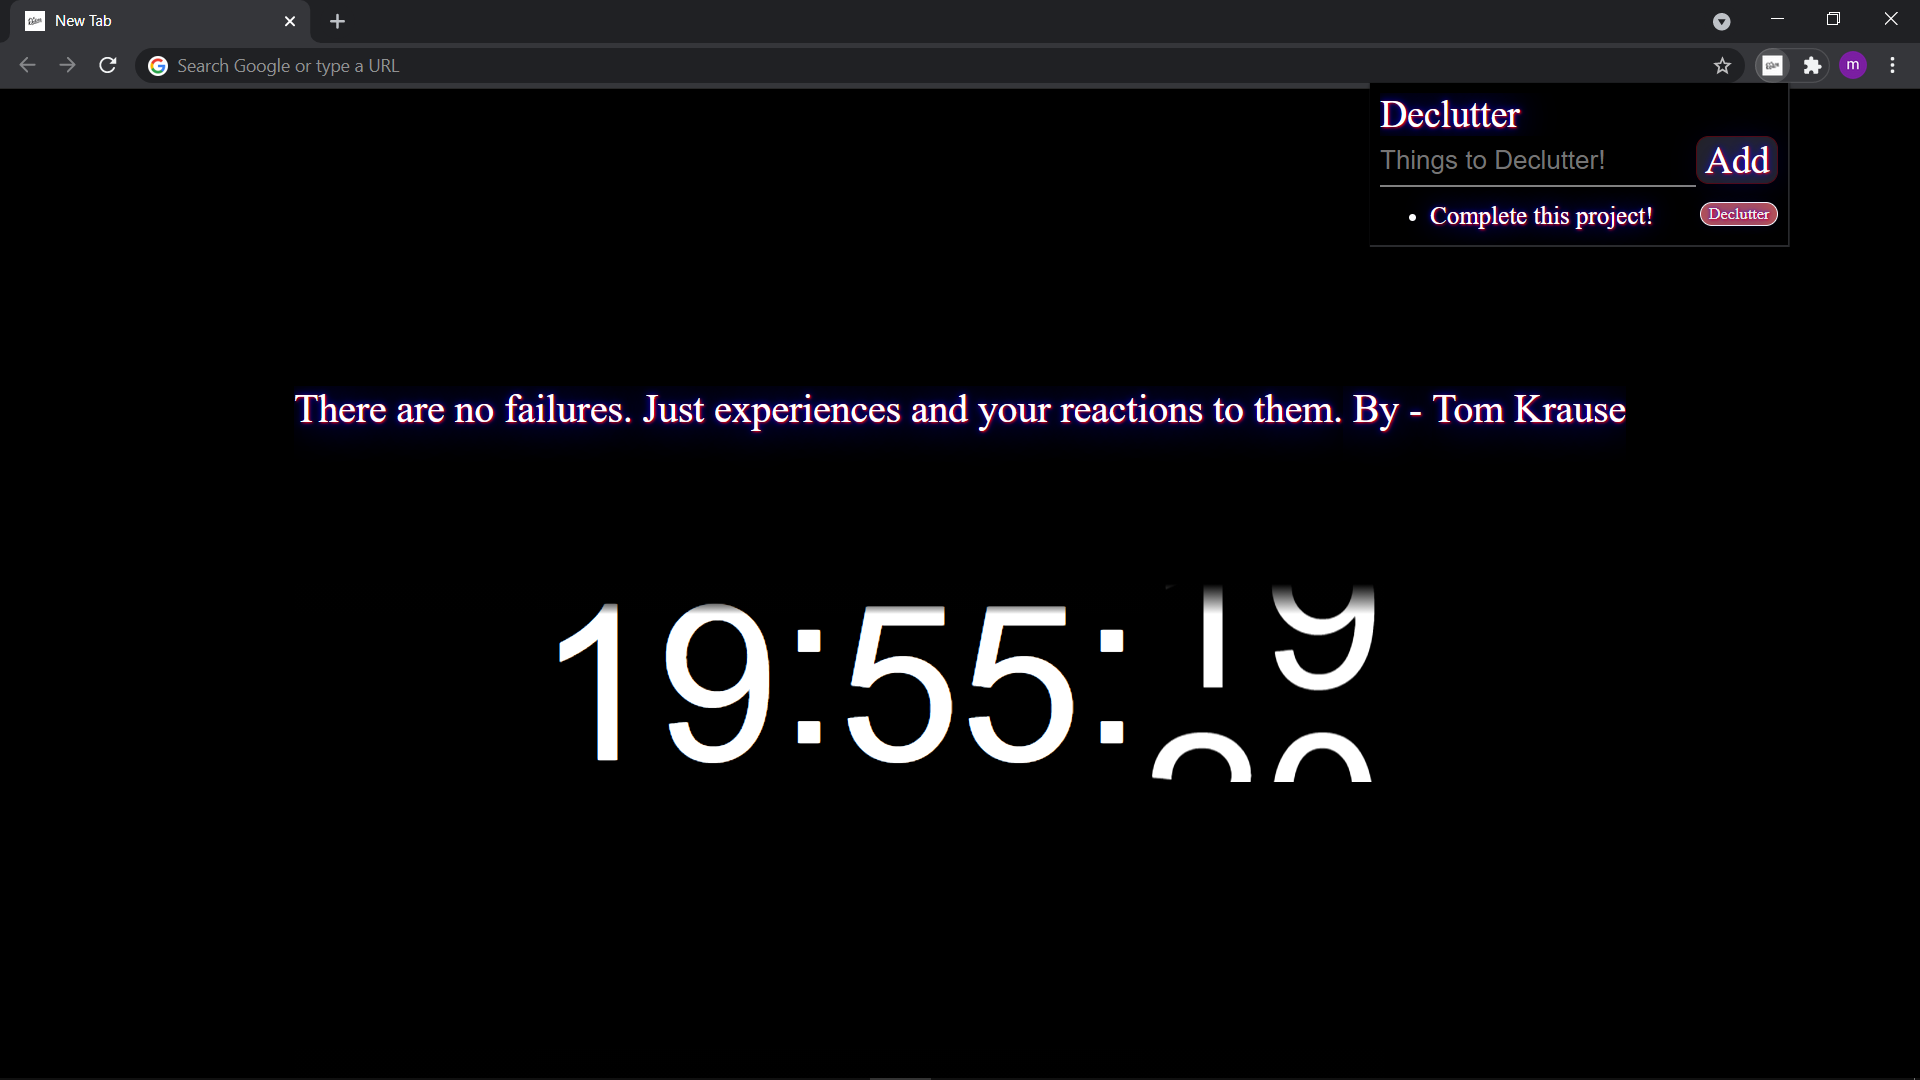 New Tab
Search Google or type a URL
m
Declutter
Things to Declutter!
Add
Complete this project!
Declutter
There are no failures. Just experiences and your reactions to them. By - Tom Krause
19:55:19
20